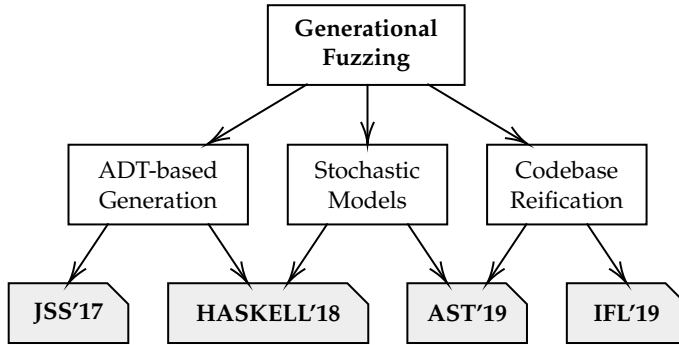 Generational
Fuzzing
ADT-based
Generation
Stochastic
Models
Codebase
Reification
JSS’17
HASKELL’18
AST’19
IFL’19